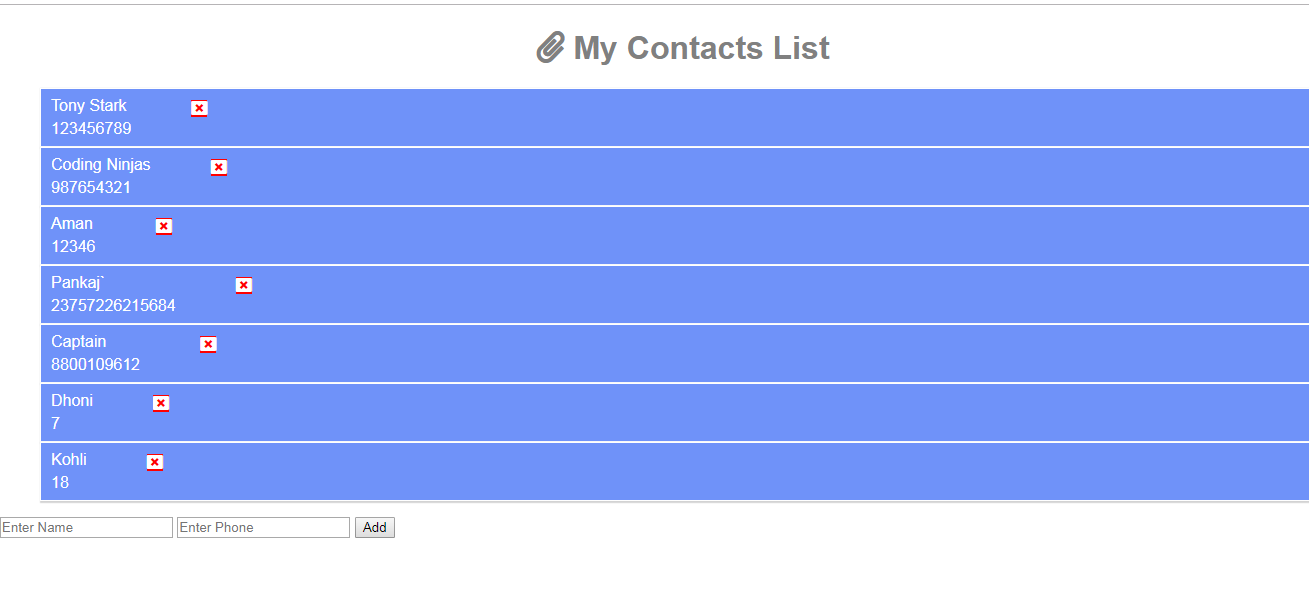 My Contacts List
Tony Stark
123456789
Coding Ninjas
987654321
Aman
12346
Pankaj`
23757226215684
Captain
8800109612
Dhoni
7
Kohli
18
Enter Name Enter Phone Add